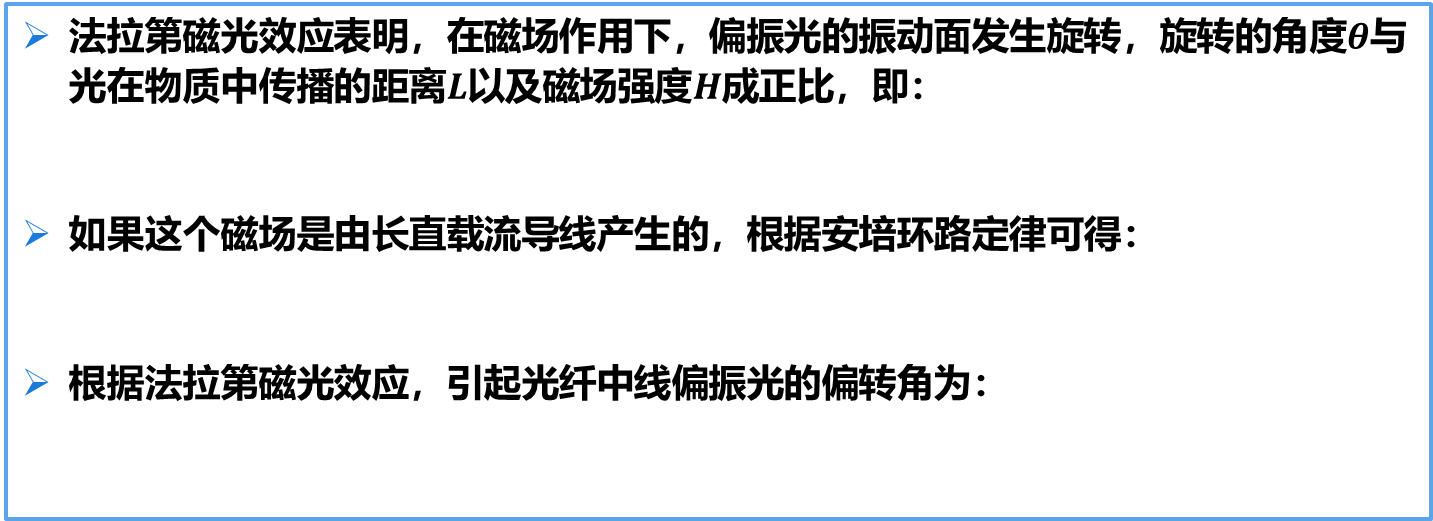 ➢ 法拉第磁光效应表明，在磁场作用下，偏振光的振动面发生旋转，旋转的角度θ与
光在物质中传播的距离L以及磁场强度H成正比，即：
➢ 如果这个磁场是由长直载流导线产生的，根据安培环路定律可得：
➢ 根据法拉第磁光效应，引起光纤中线偏振光的偏转角为：